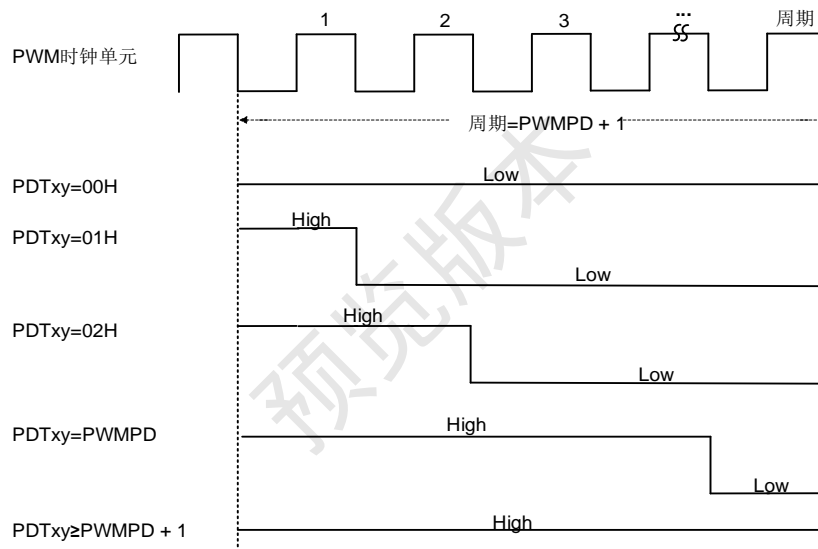 1 2 3 ... 周期
PWM时钟单元
周期=PWMPD + 1
PDTxy=00H Low
PDTxy=01H High Low
PDTxy=02H High Low
PDTxy=PWMPD High Low
PDTxy≥PWMPD + 1 High
预览版本